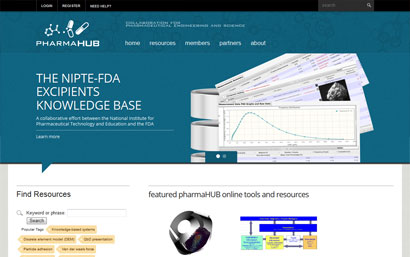 LOGIN REGISTER NEED HELP?
PHARMAHUB
COLLABORATION FOR
PHARMACEUTICAL ENGINEERING AND SCIENCE
home resources members partners about
THE NIPTE-FDA
EXCIPIENTS
KNOWLEDGE BASE
A collaborative effort between the National Institute for
Pharmaceutical Technology and Education and the FDA
Learn more
Find Resources
Keyword or phrase:
Search
Popular Tags: Knowledge-based systems
Discrete element model (DEM) QbD presentation
Particle adhesion Van der waals force
featured pharmaHUB online tools and resources